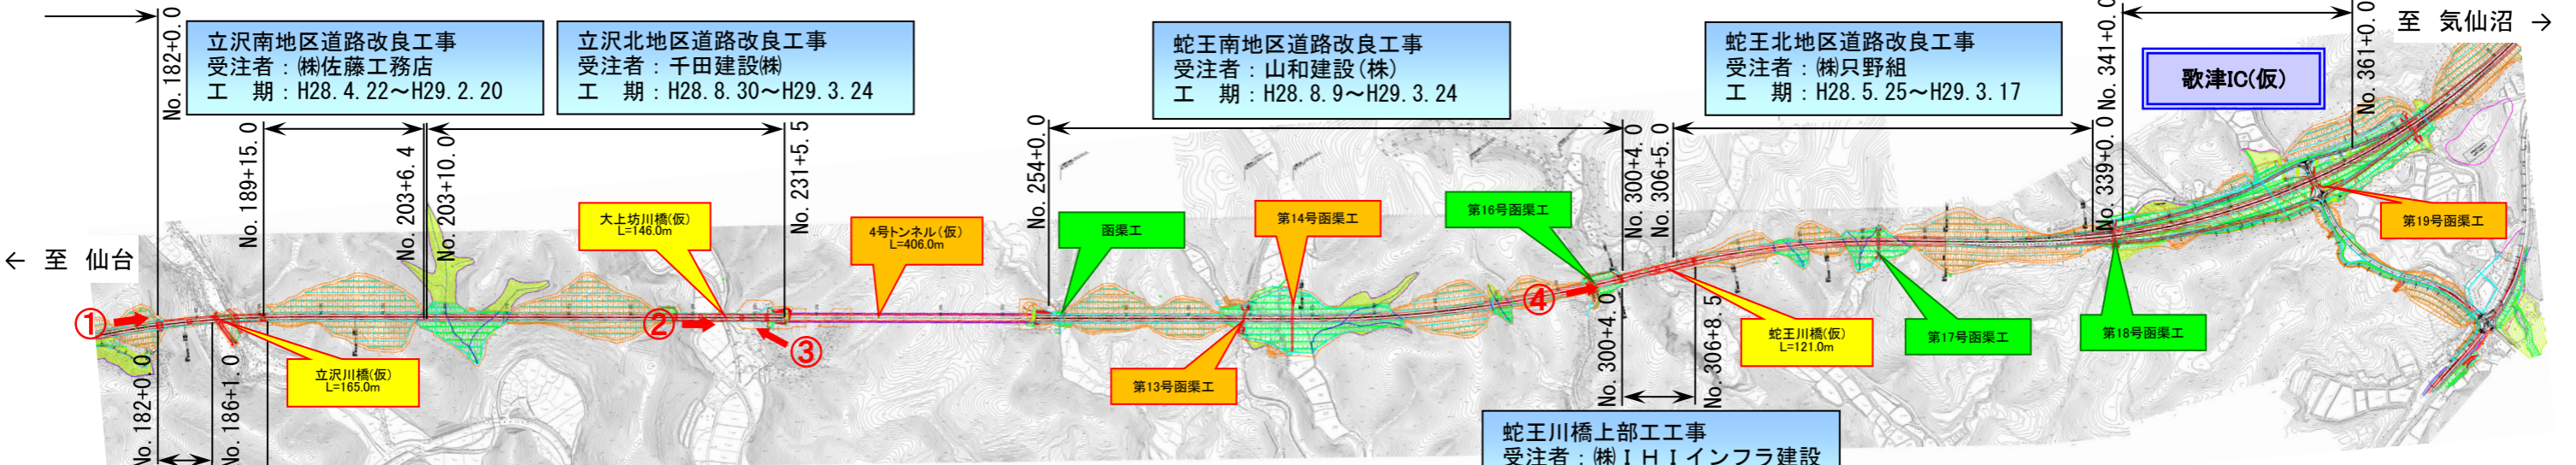 立沢南地区道路改良工事
受注者：㈱佐藤工務店
工　期：H28.4.22～H29.2.20
立沢北地区道路改良工事
受注者：千田建設㈱
工　期：H28.8.30～H29.3.24
蛇王南地区道路改良工事
受注者：山和建設(株)
工　期：H28.8.9～H29.3.24
蛇王北地区道路改良工事
受注者：㈱只野組
工　期：H28.5.25～H29.3.17
歌津IC(仮)
至 気仙沼 →
← 至 仙台
No.182+0.0
No.189+15.0
No.203+6.4
No.203+10.0
No.231+5.5
No.254+0.0
No.300+4.0
No.306+5.0
No.339+0.0
No.341+0.0
No.361+0.0
大上坊川橋(仮)
L=146.0m
4号トンネル(仮)
L=406.0m
函渠工
第14号函渠工
第16号函渠工
第19号函渠工
①
②
③
④
立沢川橋(仮)
L=165.0m
第13号函渠工
蛇王川橋(仮)
L=121.0m
第17号函渠工
第18号函渠工
No.182+0.0
No.186+1.0
No.300+4.0
No.306+8.5
蛇王川橋上部工工事
受注者：㈱ＩＨＩインフラ建設